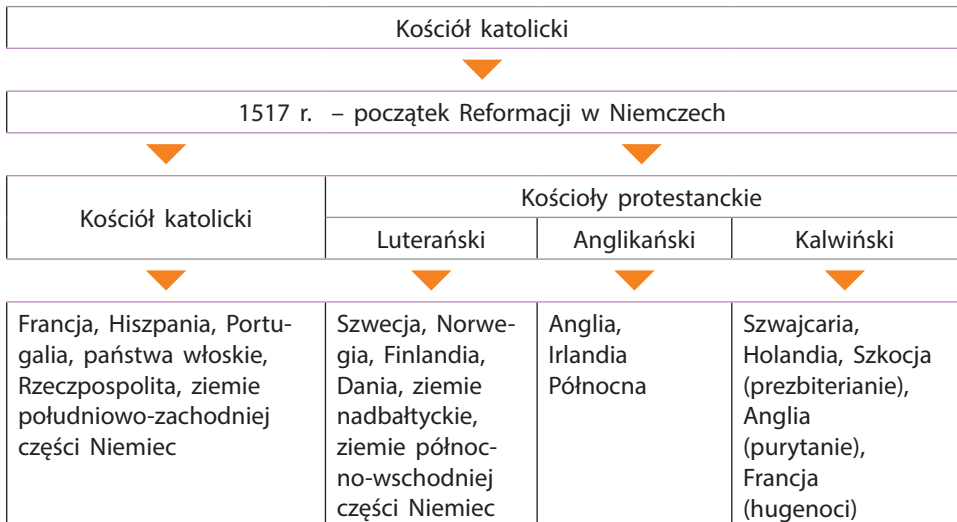 Kościół katolicki
1517 r. – początek Reformacji w Niemczech
Kościół katolicki
Kościoły protestanckie
Luterański
Anglikański
Kalwiński
Francja, Hiszpania, Portu-
galia, państwa włoskie,
Rzeczpospolita, ziemie
południowo-zachodniej
części Niemiec
Szwecja, Norwe-
gia, Finlandia,
Dania, ziemie
nadbałtyckie,
ziemie północ-
no-wschodniej
części Niemiec
Anglia,
Irlandia
Północna
Szwajcaria,
Holandia, Szkocja
(prezbiterianie),
Anglia
(purytanie),
Francja
(hugenoci)